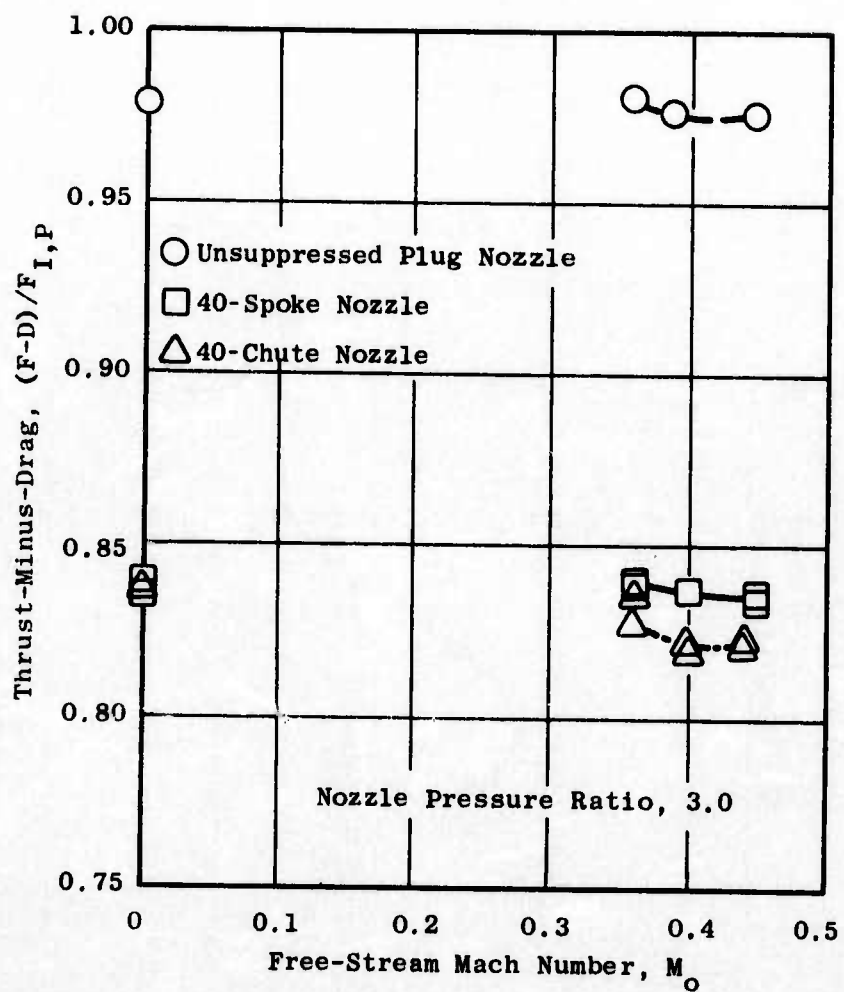 1.00
0.95
0.90
0.85
0.80
0.75
Thrust-Minus-Drag, (F-D)/F_I,P
Unsuppressed Plug Nozzle
40-Spoke Nozzle
40-Chute Nozzle
Nozzle Pressure Ratio, 3.0
0 0.1 0.2 0.3 0.4 0.5
Free-Stream Mach Number, M_o